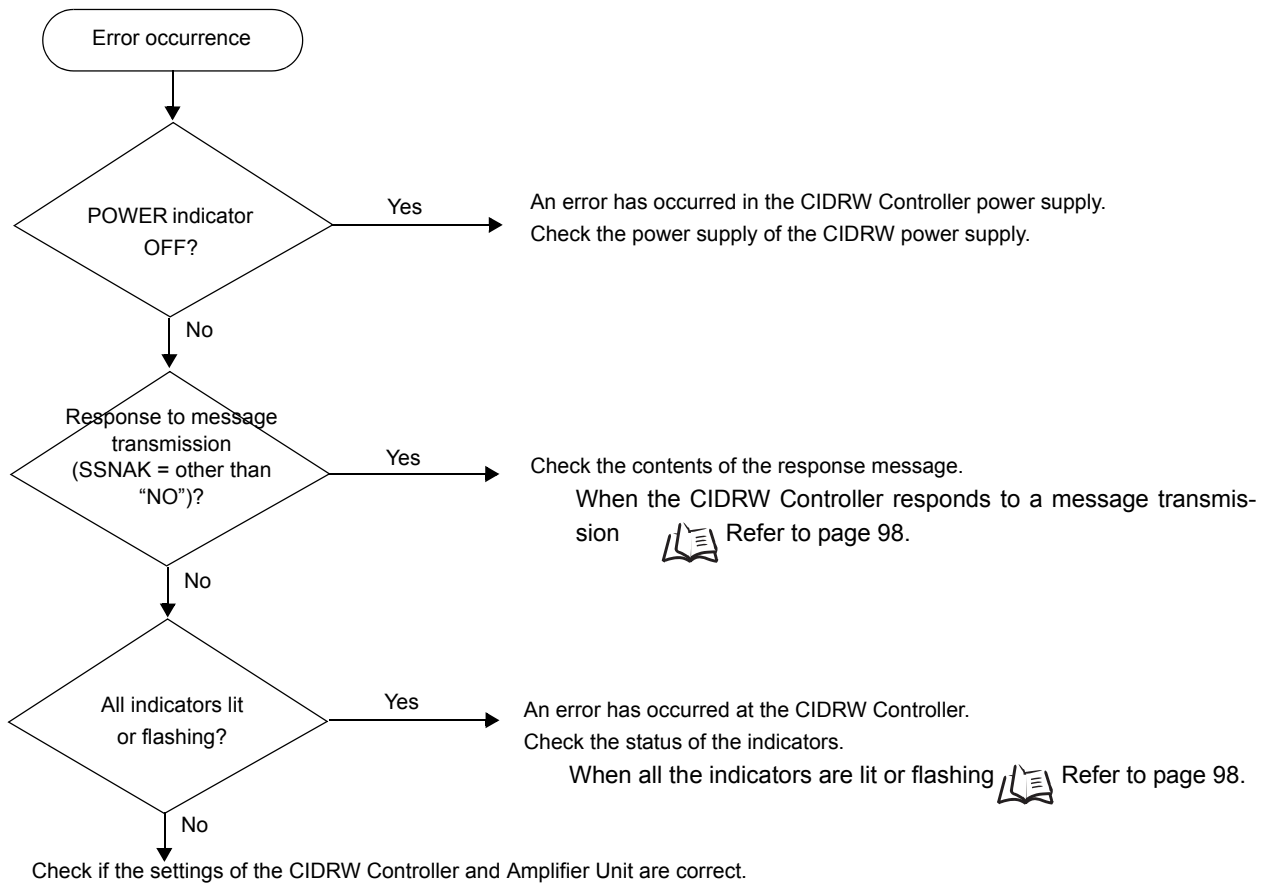 Error occurrence
POWER indicator
OFF?
Yes
An error has occurred in the CIDRW Controller power supply.
Check the power supply of the CIDRW power supply.
No
Response to message
transmission
(SSNAK = other than
“NO”)?
Yes
Check the contents of the response message.
When the CIDRW Controller responds to a message transmis-
sion Refer to page 98.
No
All indicators lit
or flashing?
Yes
An error has occurred at the CIDRW Controller.
Check the status of the indicators.
When all the indicators are lit or flashing Refer to page 98.
No
Check if the settings of the CIDRW Controller and Amplifier Unit are correct.